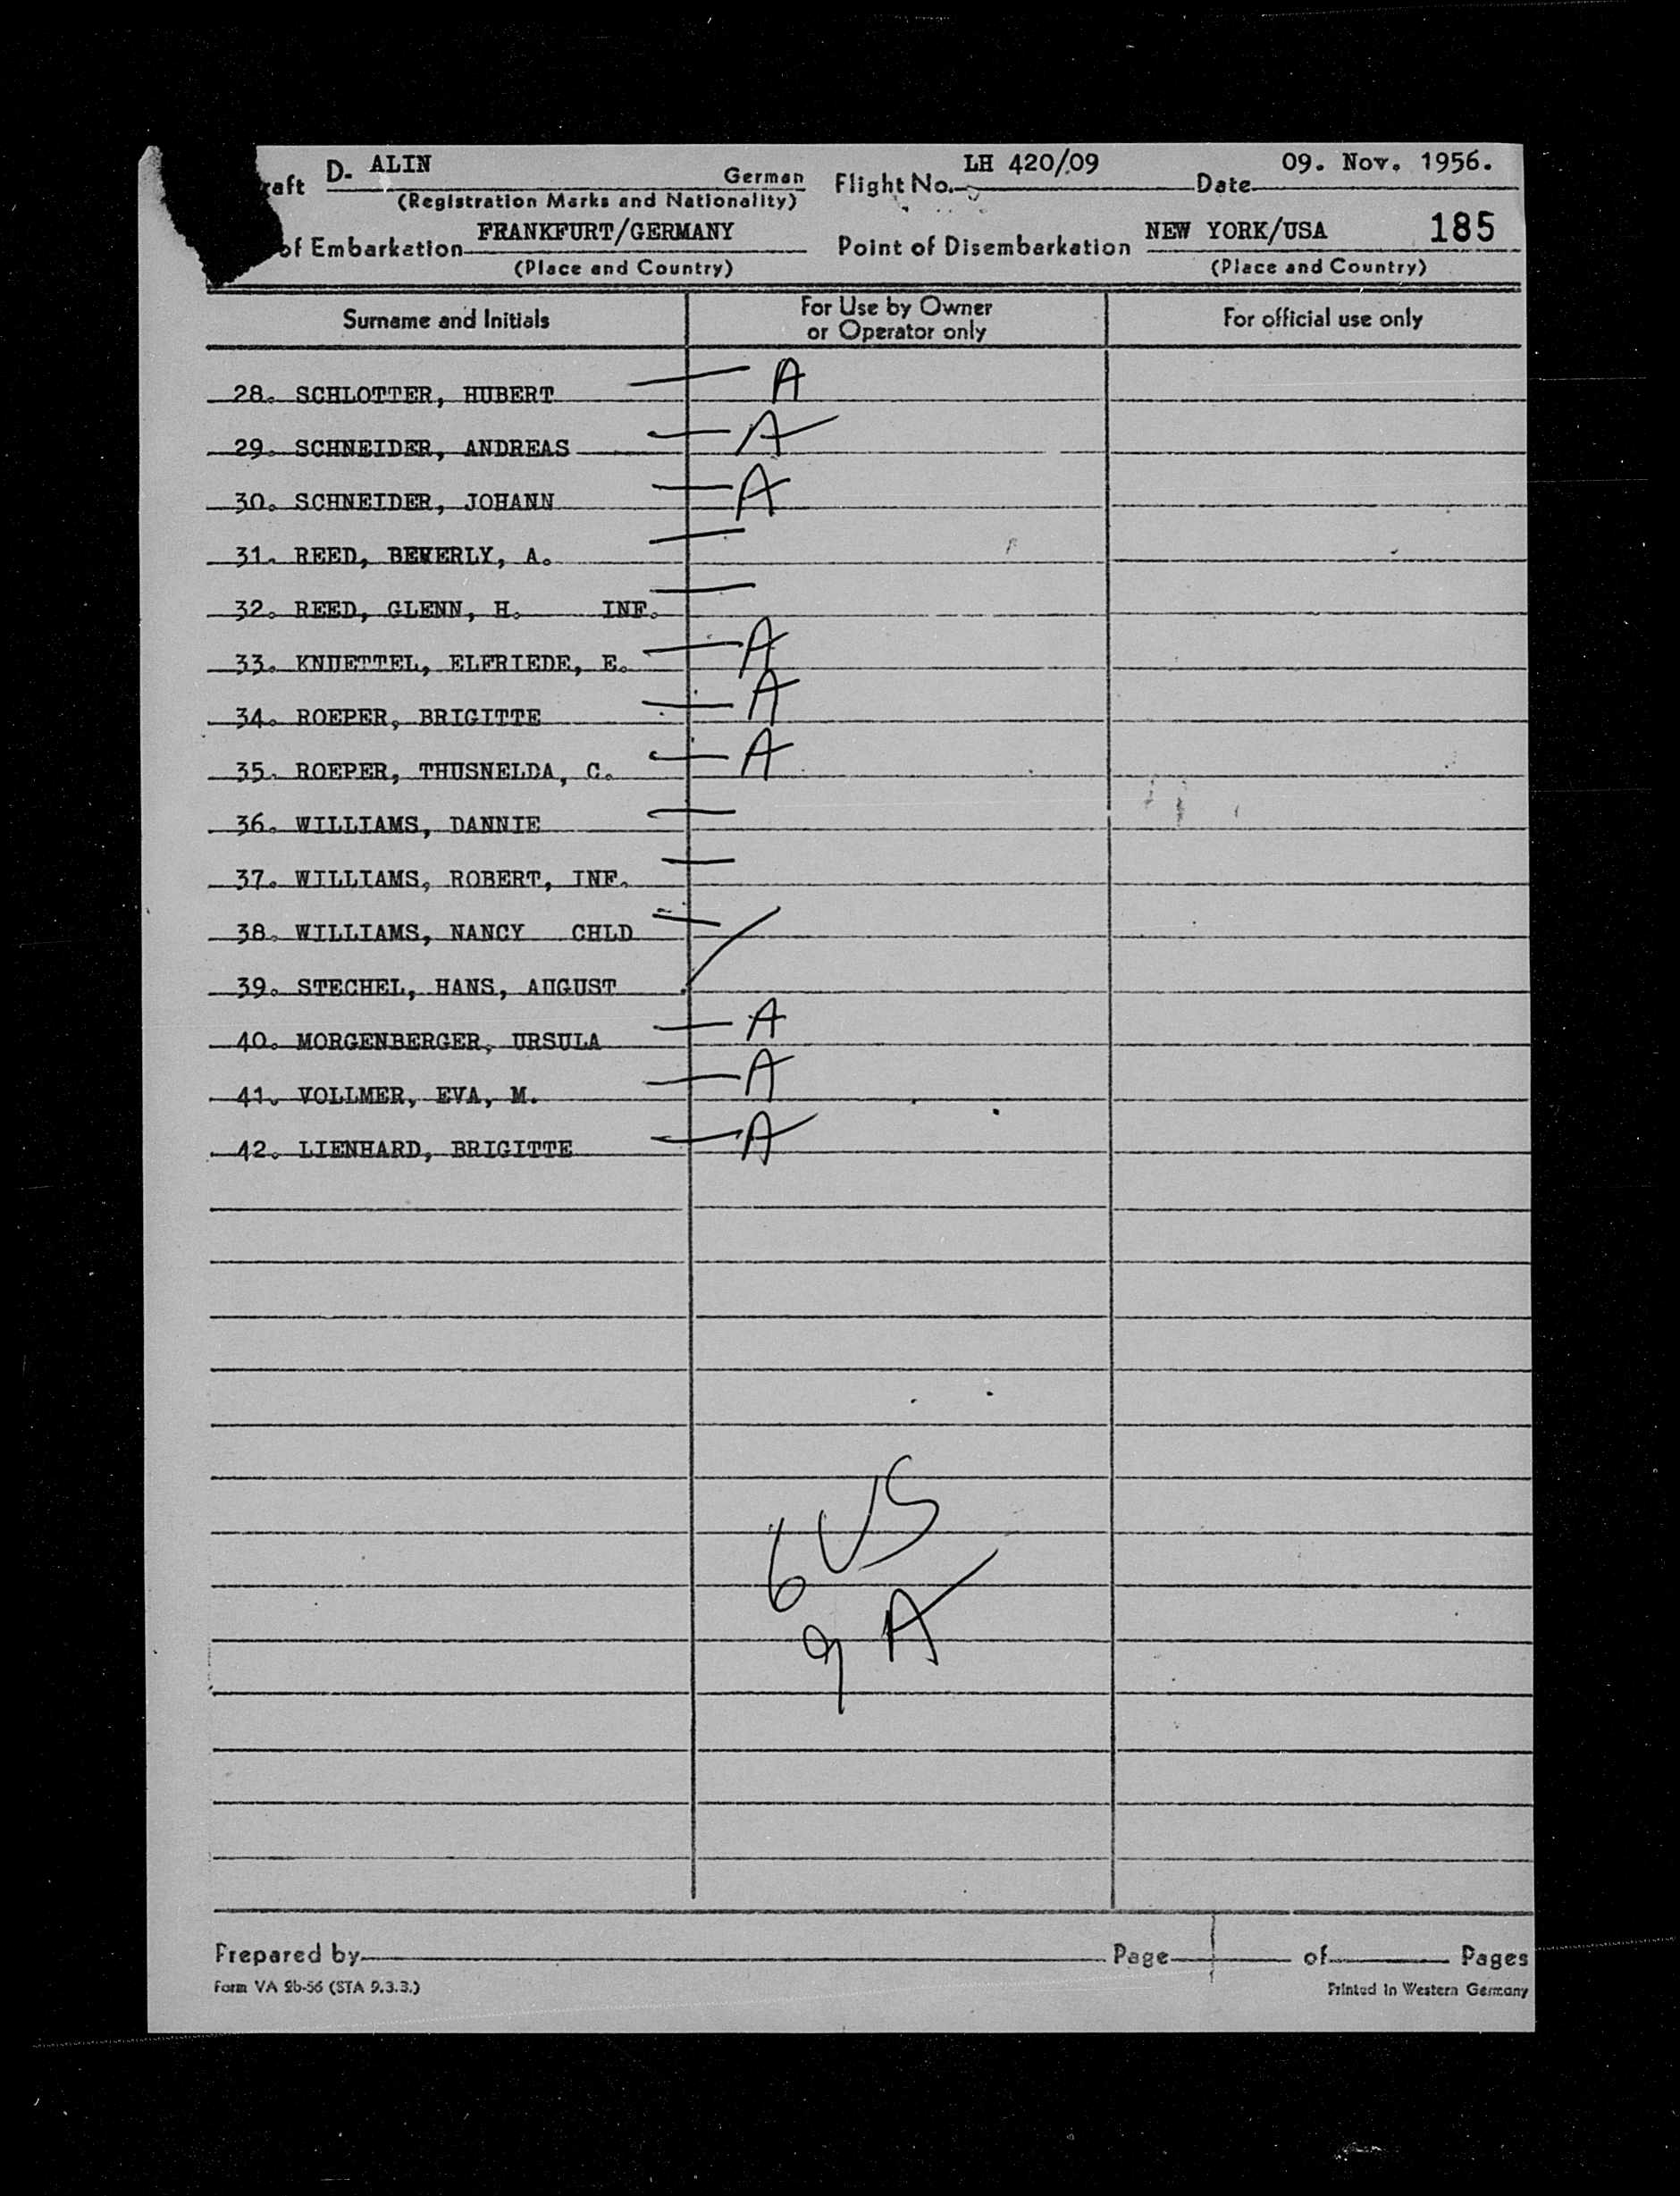 raft D- ALIN German Flight No. LH 420/09 Date 09. Nov. 1956.
(Registration Marks and Nationality)
of Embarkation FRANKFURT/GERMANY Point of Disembarkation NEW YORK/USA 185
(Place and Country) (Place and Country)
Surname and Initials For Use by Owner or Operator only For official use only
28. SCHLOTTER, HUBERT — A
29. SCHNEIDER, ANDREAS — A
30. SCHNEIDER, JOHANN — A
31. REED, BEVERLY, A. —
32. REED, GLENN, H. INF. —
33. KNUETTEL, ELFRIEDE, E. — A
34. ROEPER, BRIGITTE — A
35. ROEPER, THUSNELDA, C. — A
36. WILLIAMS, DANNIE —
37. WILLIAMS, ROBERT, INF. —
38. WILLIAMS, NANCY CHLD —
39. STECHEL, HANS, AUGUST
40. MORGENBERGER, URSULA — A
41. VOLLMER, EVA, M. — A
42. LIENHARD, BRIGITTE — A
6 US
9 A
Prepared by Page of Pages
Form VA 2b-56 (STA 9.3.3.) Printed in Western Germany